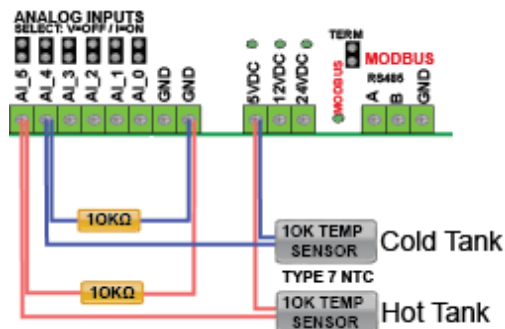 ANALOG INPUTS
SELECT: V=OFF / I=ON
TERM
MODBUS
RS485
AI_5
AI_4
AI_3
AI_2
AI_1
AI_0
GND
GND
5VDC
12VDC
24VDC
MODBUS
A
B
GND
10KΩ
10K TEMP
SENSOR
Cold Tank
TYPE 7 NTC
10KΩ
10K TEMP
SENSOR
Hot Tank